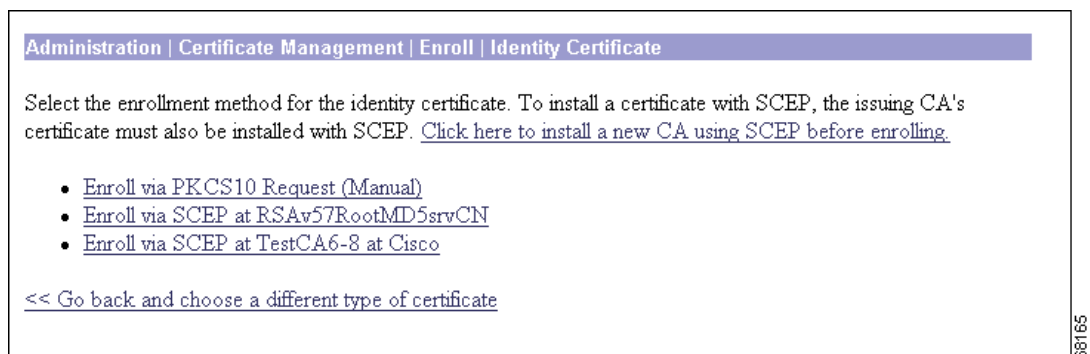 Administration | Certificate Management | Enroll | Identity Certificate
Select the enrollment method for the identity certificate. To install a certificate with SCEP, the issuing CA's
certificate must also be installed with SCEP. Click here to install a new CA using SCEP before enrolling.
• Enroll via PKCS10 Request (Manual)
• Enroll via SCEP at RSAv57RootMD5srvCN
• Enroll via SCEP at TestCA6-8 at Cisco
<< Go back and choose a different type of certificate
68165